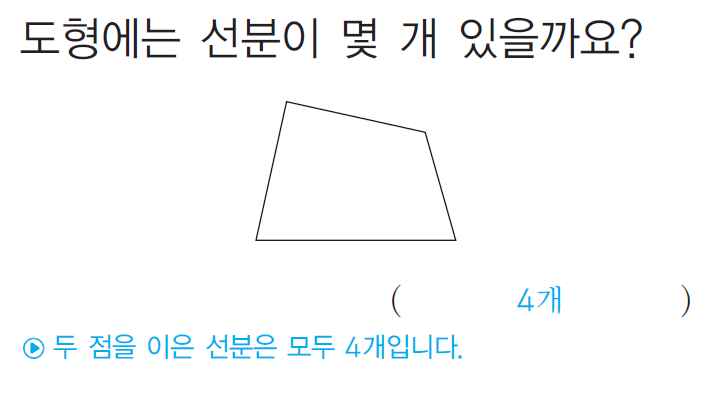 도형에는 선분이 몇 개 있을까요?
( 4개 )
두 점을 이은 선분은 모두 4개입니다.